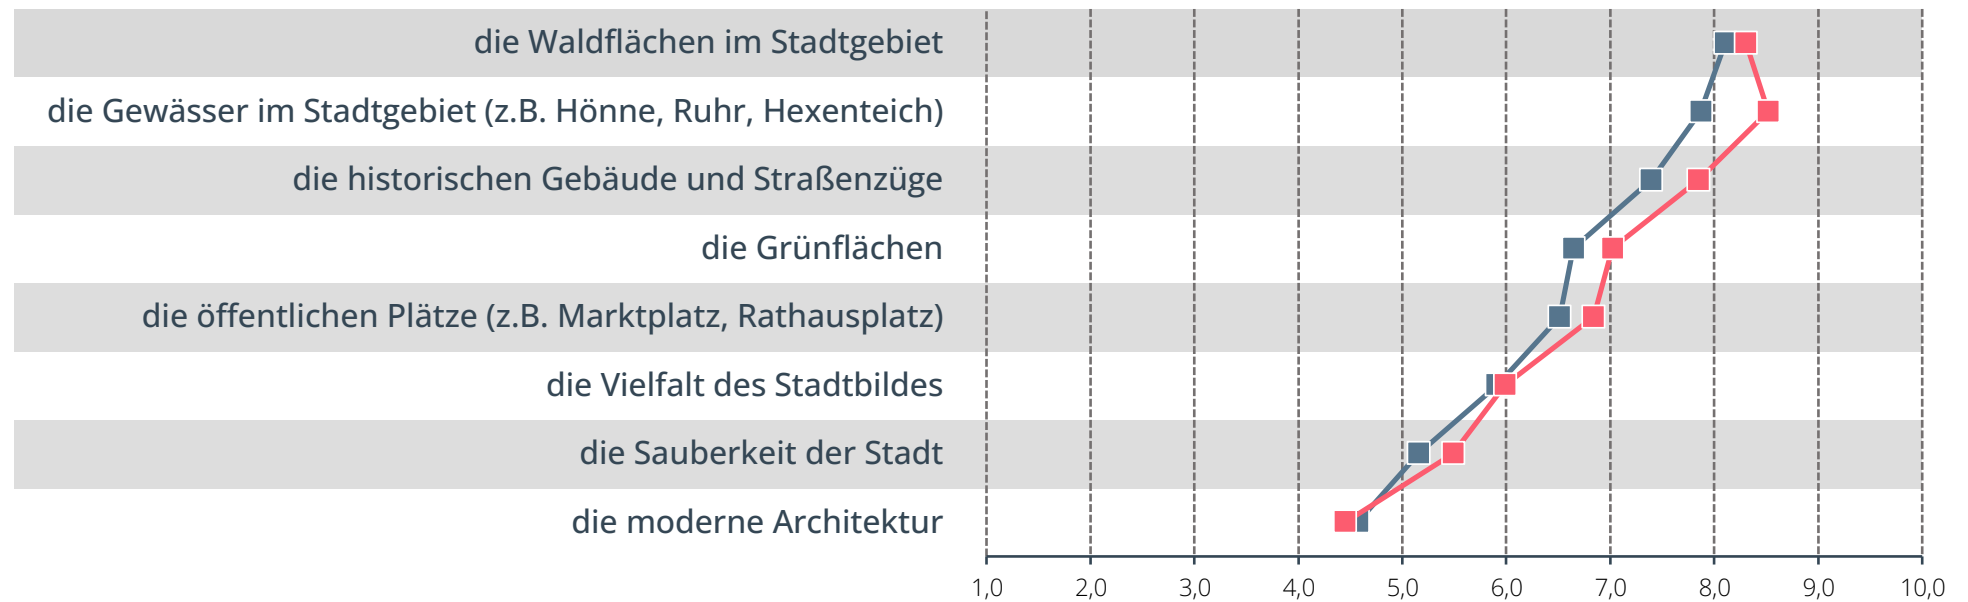 die Waldflächen im Stadtgebiet
die Gewässer im Stadtgebiet (z.B. Hönne, Ruhr, Hexenteich)
die historischen Gebäude und Straßenzüge
die Grünflächen
die öffentlichen Plätze (z.B. Marktplatz, Rathausplatz)
die Vielfalt des Stadtbildes
die Sauberkeit der Stadt
die moderne Architektur
1,0 2,0 3,0 4,0 5,0 6,0 7,0 8,0 9,0 10,0